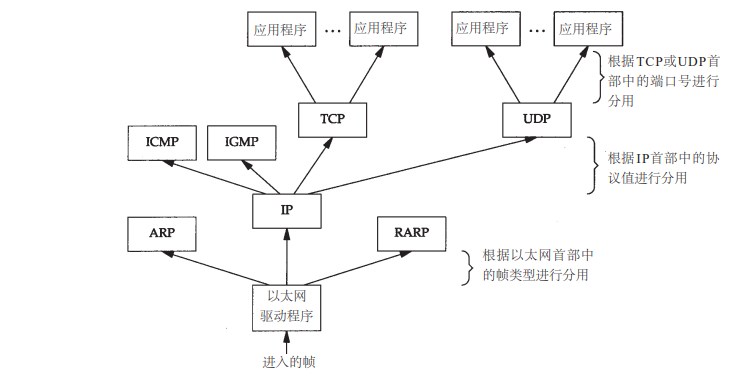 应用程序 … 应用程序 应用程序 … 应用程序
根据TCP或UDP首
部中的端口号进行
分用
TCP UDP
ICMP IGMP
根据IP首部中的协
议值进行分用
IP
ARP RARP
根据以太网首部中
的帧类型进行分用
以太网
驱动程序
进入的帧